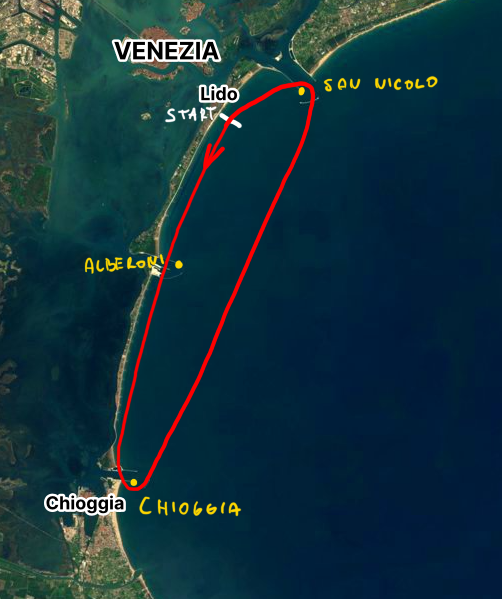 VENEZIA
SAN NICOLO
Lido
START
ALBERONI
Chioggia
CHIOGGIA